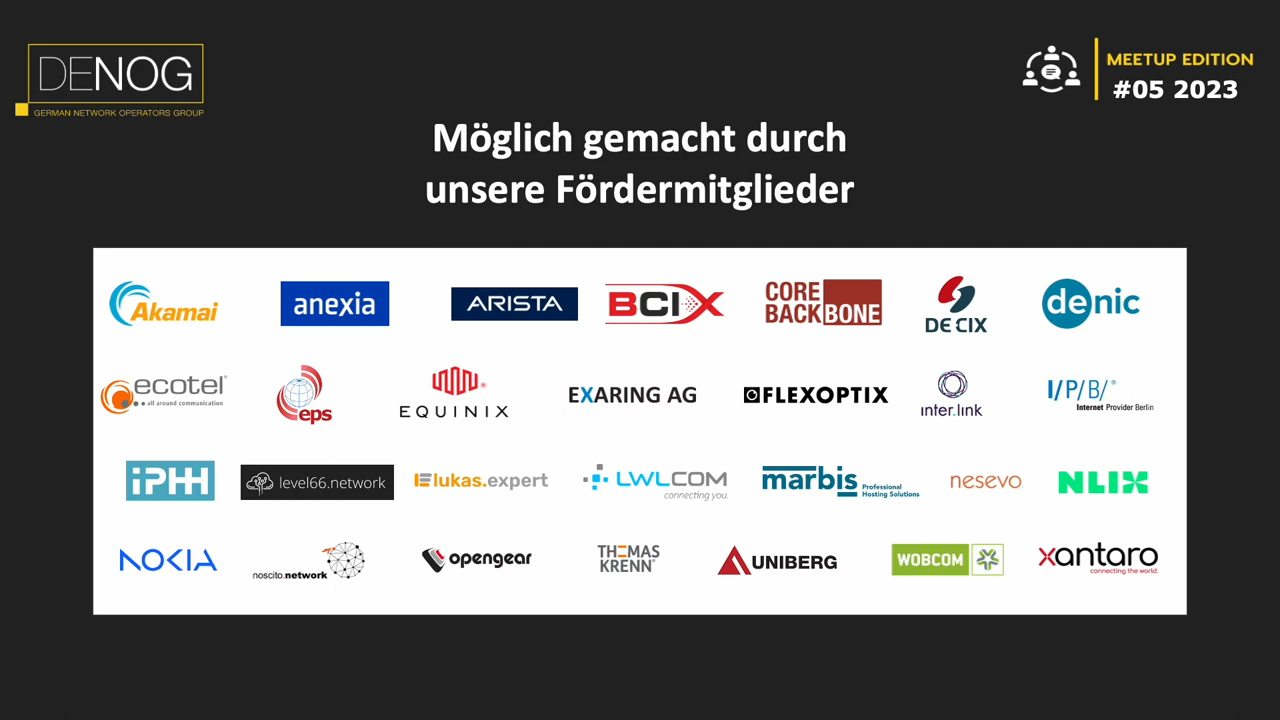 DENOG
GERMAN NETWORK OPERATORS GROUP
MEETUP EDITION
#05 2023
Möglich gemacht durch
unsere Fördermitglieder
Akamai
anexia
ARISTA
BCIX
CORE
BACKBONE
DE CIX
denic
ecotel®
all around communication
eps
EQUINIX®
EXARING AG
FLEXOPTIX
inter.link
I/P/B/®
Internet Provider Berlin
iPHH
level66.network
lukas.expert
LWLCOM
connecting you.
marbis
Professional
Hosting Solutions
nesevo
NLIX
NOKIA
noscito.network
opengear
THOMAS
KRENN®
UNIBERG
WOBCOM
xantaro
connecting the world.